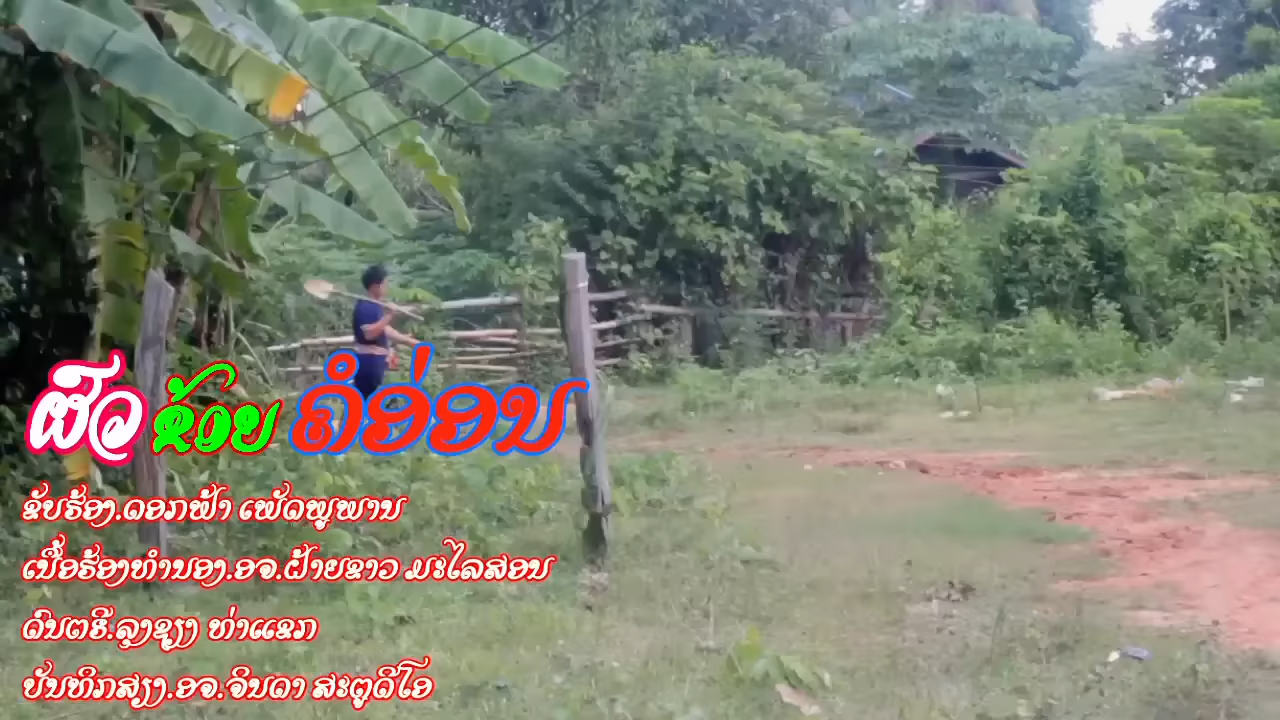 ຜົວຂ້ອຍຄໍາອ່ອນ
ຂັບຮ້ອງ.ດອກຟ້າ ເພັດພູພານ
ເນື້ອຮ້ອງທໍານອງ.ອຈ.ຝ້າຍຂາວ ມະໄລສອນ
ດົນຕຣີ.ລຸງຊຽງ ທ່າແຂກ
ບັນທຶກສຽງ.ອຈ.ຈິນດາ ສະຕູດິໂອ